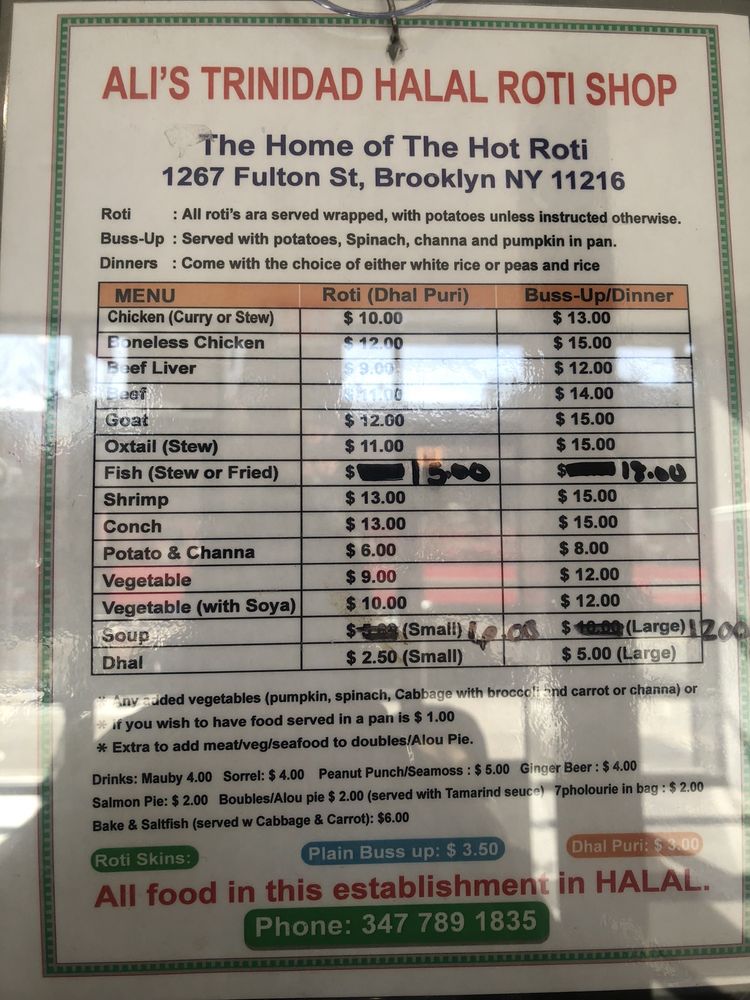 ALI'S TRINIDAD HALAL ROTI SHOP
The Home of The Hot Roti
1267 Fulton St, Brooklyn NY 11216
Roti : All roti's ara served wrapped, with potatoes unless instructed otherwise.
Buss-Up : Served with potatoes, Spinach, channa and pumpkin in pan.
Dinners : Come with the choice of either white rice or peas and rice
MENU Roti (Dhal Puri) Buss-Up/Dinner
Chicken (Curry or Stew) $ 10.00 $ 13.00
Boneless Chicken $ 12.00 $ 15.00
Beef Liver $ 9.00 $ 12.00
Beef $ 11.00 $ 14.00
Goat $ 12.00 $ 15.00
Oxtail (Stew) $ 11.00 $ 15.00
Fish (Stew or Fried) $ 15.00 $ 18.00
Shrimp $ 13.00 $ 15.00
Conch $ 13.00 $ 15.00
Potato & Channa $ 6.00 $ 8.00
Vegetable $ 9.00 $ 12.00
Vegetable (with Soya) $ 10.00 $ 12.00
Soup $ (Small) $ 10.00 (Large) 1200
Dhal $ 2.50 (Small) $ 5.00 (Large)
* Any added vegetables (pumpkin, spinach, Cabbage with broccoli and carrot or channa) or
* if you wish to have food served in a pan is $ 1.00
* Extra to add meat/veg/seafood to doubles/Alou Pie.
Drinks: Mauby 4.00 Sorrel: $ 4.00 Peanut Punch/Seamoss : $ 5.00 Ginger Beer : $ 4.00
Salmon Pie: $ 2.00 Boubles/Alou pie $ 2.00 (served with Tamarind seuce) 7pholourie in bag : $ 2.00
Bake & Saltfish (served w Cabbage & Carrot): $6.00
Roti Skins: Plain Buss up: $ 3.50 Dhal Puri: $ 3.00
All food in this establishment in HALAL.
Phone: 347 789 1835